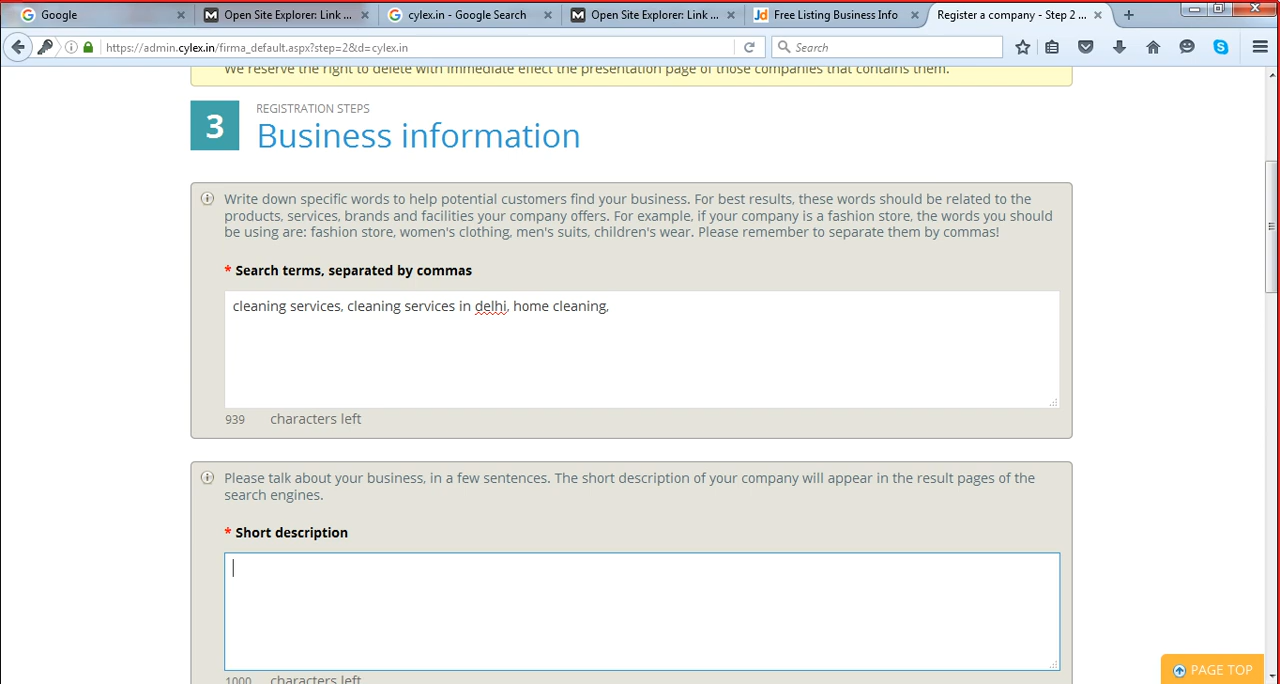 Google
Open Site Explorer: Link ...
cylex.in - Google Search
Open Site Explorer: Link ...
Jd Free Listing Business Info
Register a company - Step 2 ...
https://admin.cylex.in/firma_default.aspx?step=2&d=cylex.in
Search
We reserve the right to delete with immediate effect the presentation page of those companies that contains them.
3
REGISTRATION STEPS
Business information
Write down specific words to help potential customers find your business. For best results, these words should be related to the
products, services, brands and facilities your company offers. For example, if your company is a fashion store, the words you should
be using are: fashion store, women's clothing, men's suits, children's wear. Please remember to separate them by commas!
* Search terms, separated by commas
cleaning services, cleaning services in delhi, home cleaning,
939 characters left
Please talk about your business, in a few sentences. The short description of your company will appear in the result pages of the
search engines.
* Short description
1000 characters left
PAGE TOP